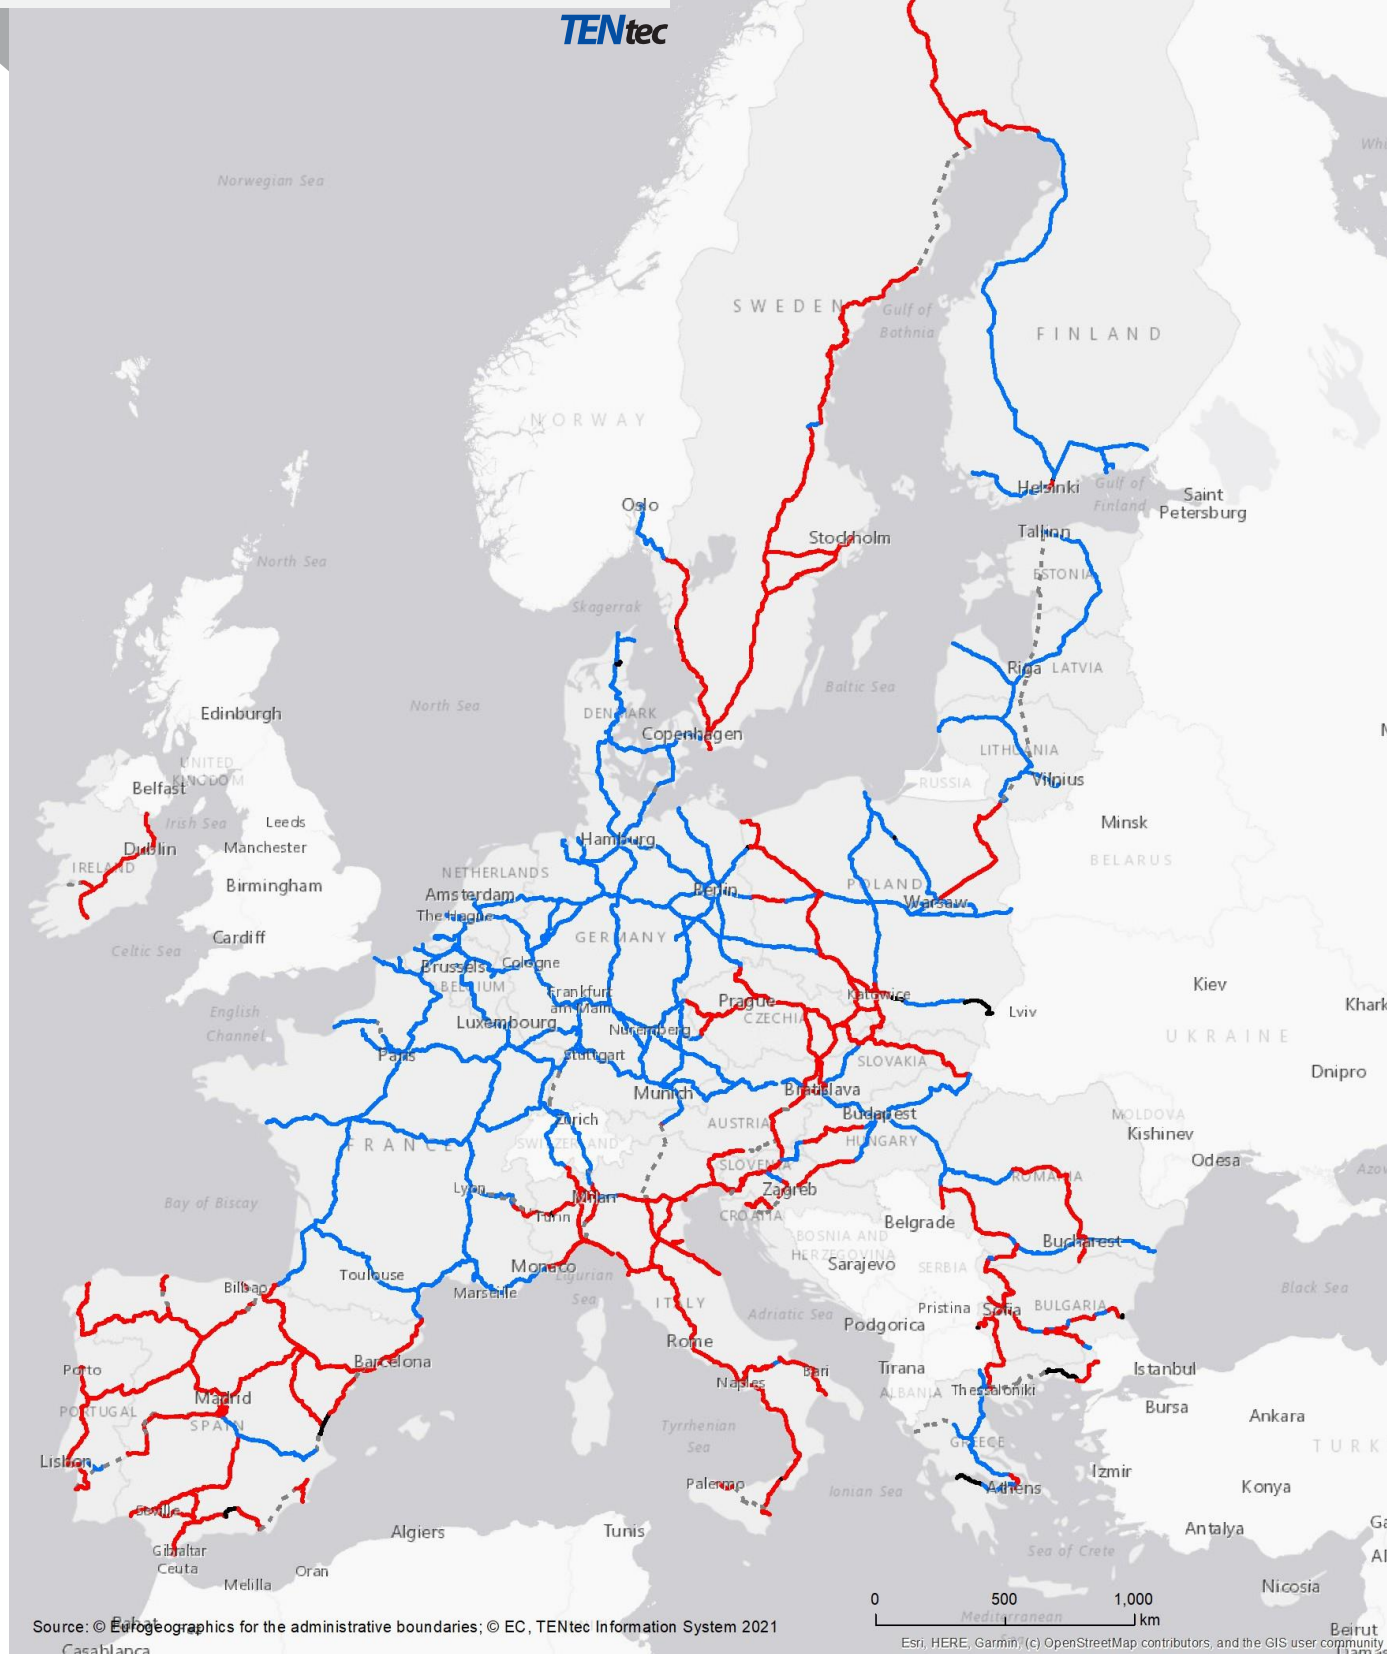 TENtec
Norwegian Sea
SWEDEN
Gulf of
Bothnia
FINLAND
NORWAY
Oslo
Helsinki
Gulf of
Finland
Saint
Petersburg
Stockholm
Tallinn
North Sea
ESTONIA
Skagerrak
Riga
LATVIA
Baltic Sea
North Sea
Edinburgh
DENMARK
Copenhagen
UNITED
KINGDOM
LITHUANIA
Belfast
RUSSIA
Vilnius
Irish Sea
Leeds
Minsk
Dublin
Manchester
Hamburg
IRELAND
NETHERLANDS
BELARUS
Birmingham
Amsterdam
Berlin
POLAND
Warsaw
The Hague
Cardiff
GERMANY
Celtic Sea
Brussels
Cologne
BELGIUM
Frankfurt
am Main
Prague
Katowice
Kiev
Khark
English
Channel
Luxembourg
Nuremberg
CZECHIA
Lviv
UKRAINE
Paris
Stuttgart
SLOVAKIA
Dnipro
Munich
Bratislava
Zurich
AUSTRIA
Budapest
MOLDOVA
Kishinev
FRANCE
SWITZERLAND
HUNGARY
Odesa
SLOVENIA
Azov
Lyon
Milan
Zagreb
ROMANIA
Bay of Biscay
Turin
CROATIA
Belgrade
BOSNIA AND
HERZEGOVINA
Bucharest
Monaco
Sarajevo
SERBIA
Toulouse
Ligurian
Sea
Bilbao
Marseille
Black Sea
ITALY
Adriatic Sea
Pristina
Sofia
BULGARIA
Podgorica
Rome
Barcelona
Porto
Bari
Tirana
Istanbul
Naples
Madrid
ALBANIA
Thessaloniki
PORTUGAL
Bursa
SPAIN
Tyrrhenian
Sea
Ankara
GREECE
TURK
Lisbon
Izmir
Palermo
Ionian Sea
Athens
Konya
Seville
Algiers
Tunis
Antalya
Gibraltar
Ceuta
Sea of Crete
Oran
Melilla
Nicosia
0 500 1,000
km
Mediterranean
Rabat
Source: © Eurogeographics for the administrative boundaries; © EC, TENtec Information System 2021
Beirut
Casablanca
Esri, HERE, Garmin, (c) OpenStreetMap contributors, and the GIS user community